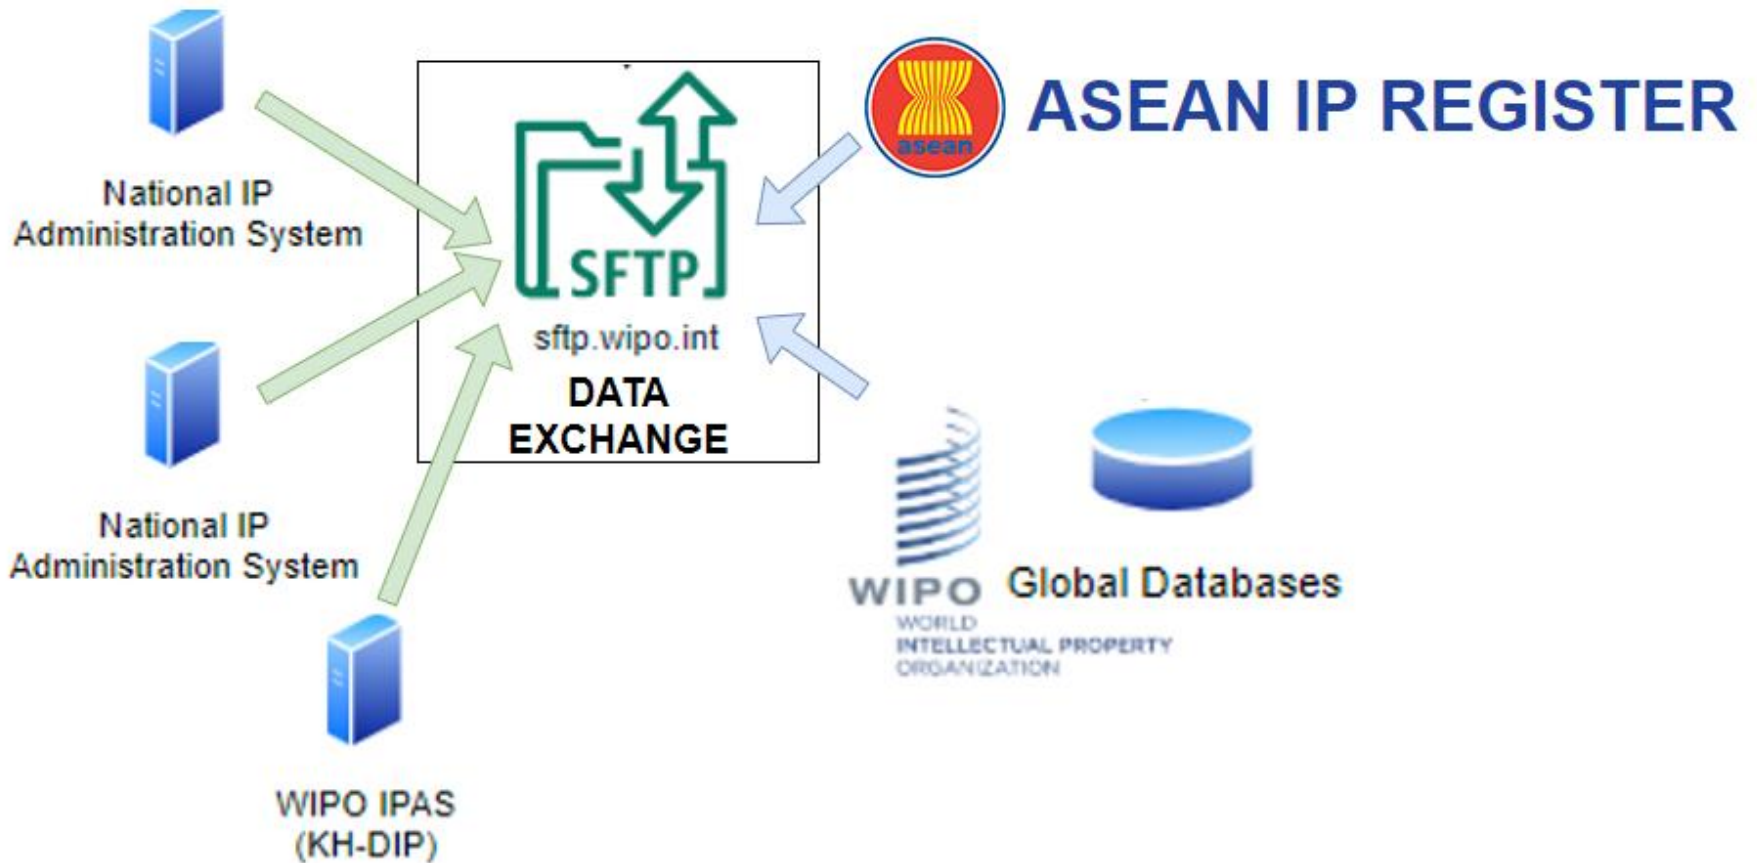 National IP
Administration System
SFTP
sftp.wipo.int
DATA
EXCHANGE
asean
ASEAN IP REGISTER
National IP
Administration System
WIPO
WORLD
INTELLECTUAL PROPERTY
ORGANIZATION
Global Databases
WIPO IPAS
(KH-DIP)